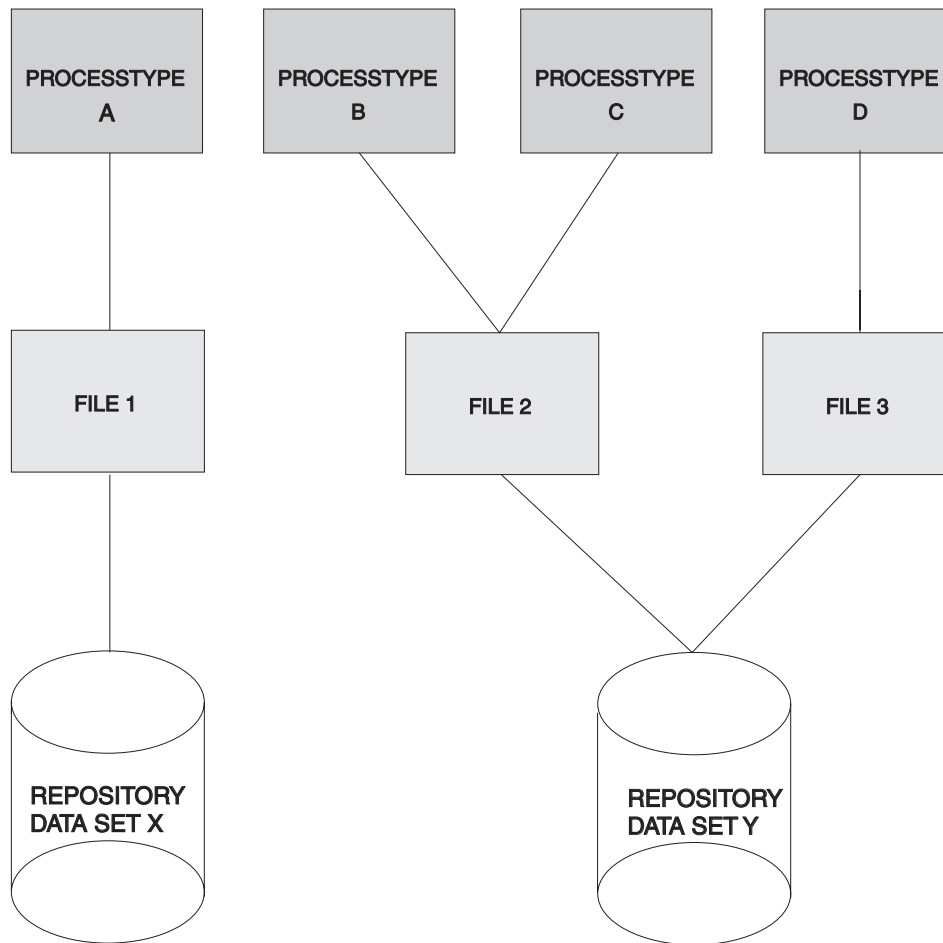 PROCESSTYPE
A
PROCESSTYPE
B
PROCESSTYPE
C
PROCESSTYPE
D
FILE 1
FILE 2
FILE 3
REPOSITORY
DATA SET X
REPOSITORY
DATA SET Y